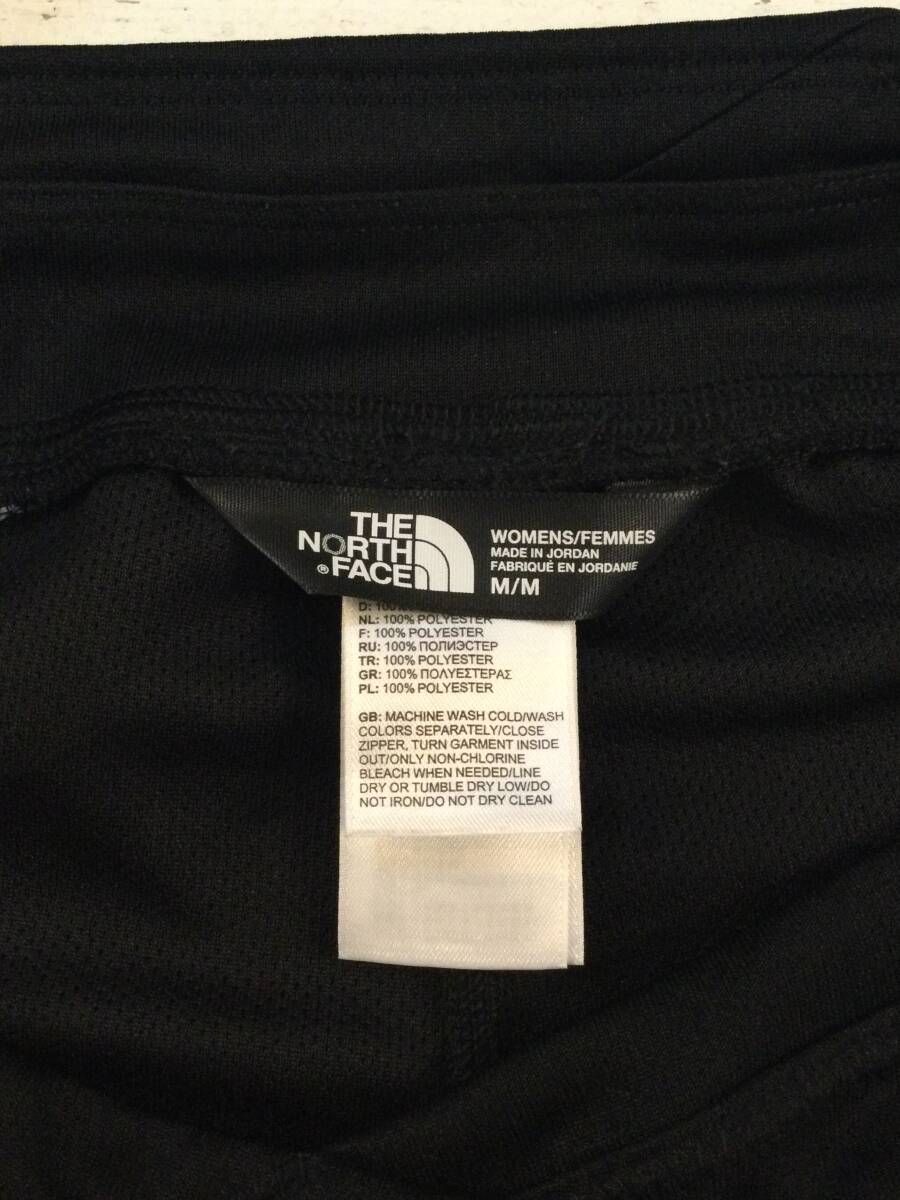 THE
NORTH
® FACE
WOMENS/FEMMES
MADE IN JORDAN
FABRIQUÉ EN JORDANIE
M/M
D: 100%
NL: 100% POLYESTER
F: 100% POLYESTER
RU: 100% ПОЛИЭСТЕР
TR: 100% POLYESTER
GR: 100% ΠΟΛΥΕΣΤΕΡΑΣ
PL: 100% POLYESTER
GB: MACHINE WASH COLD/WASH
COLORS SEPARATELY/CLOSE
ZIPPER, TURN GARMENT INSIDE
OUT/ONLY NON-CHLORINE
BLEACH WHEN NEEDED/LINE
DRY OR TUMBLE DRY LOW/DO
NOT IRON/DO NOT DRY CLEAN